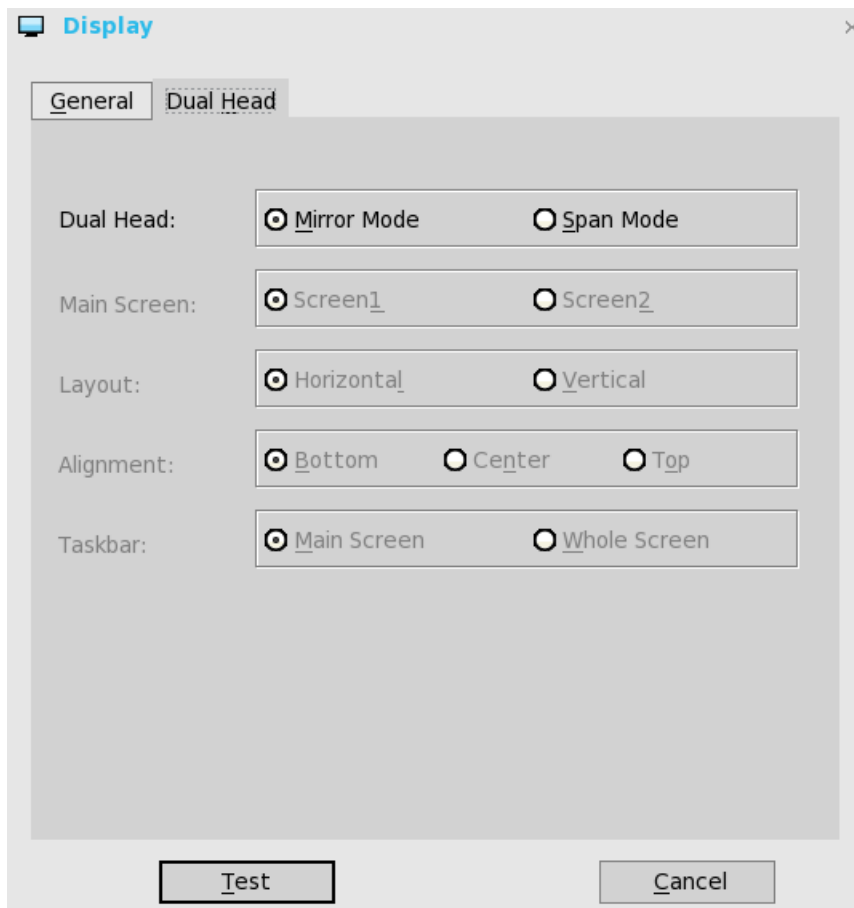 Display
General Dual Head
Dual Head: Mirror Mode Span Mode
Main Screen: Screen1 Screen2
Layout: Horizontal Vertical
Alignment: Bottom Center Top
Taskbar: Main Screen Whole Screen
Test Cancel